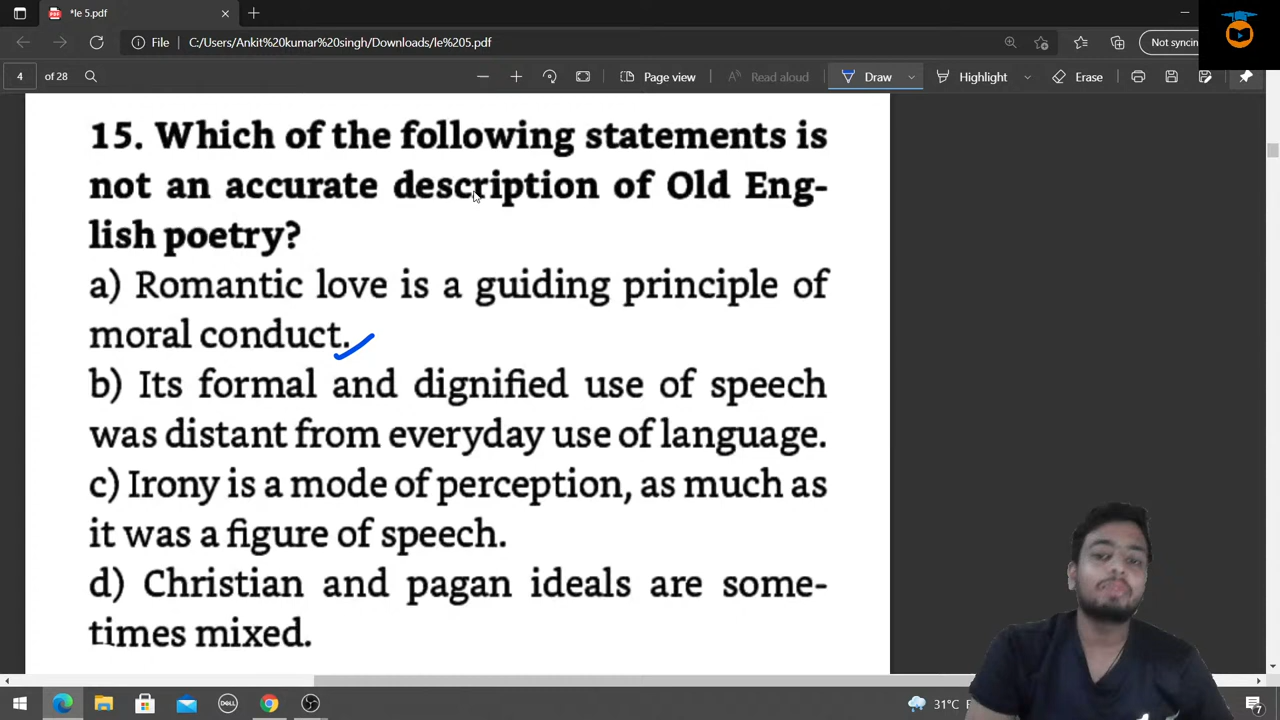 *le 5.pdf
File
C:/Users/Ankit%20kumar%20singh/Downloads/le%205.pdf
Not syncin
4 of 28
Page view
Read aloud
Draw
Highlight
Erase
15. Which of the following statements is
not an accurate description of Old Eng-
lish poetry?
a) Romantic love is a guiding principle of
moral conduct.
b) Its formal and dignified use of speech
was distant from everyday use of language.
c) Irony is a mode of perception, as much as
it was a figure of speech.
d) Christian and pagan ideals are some-
times mixed.
DELL
31°C
7